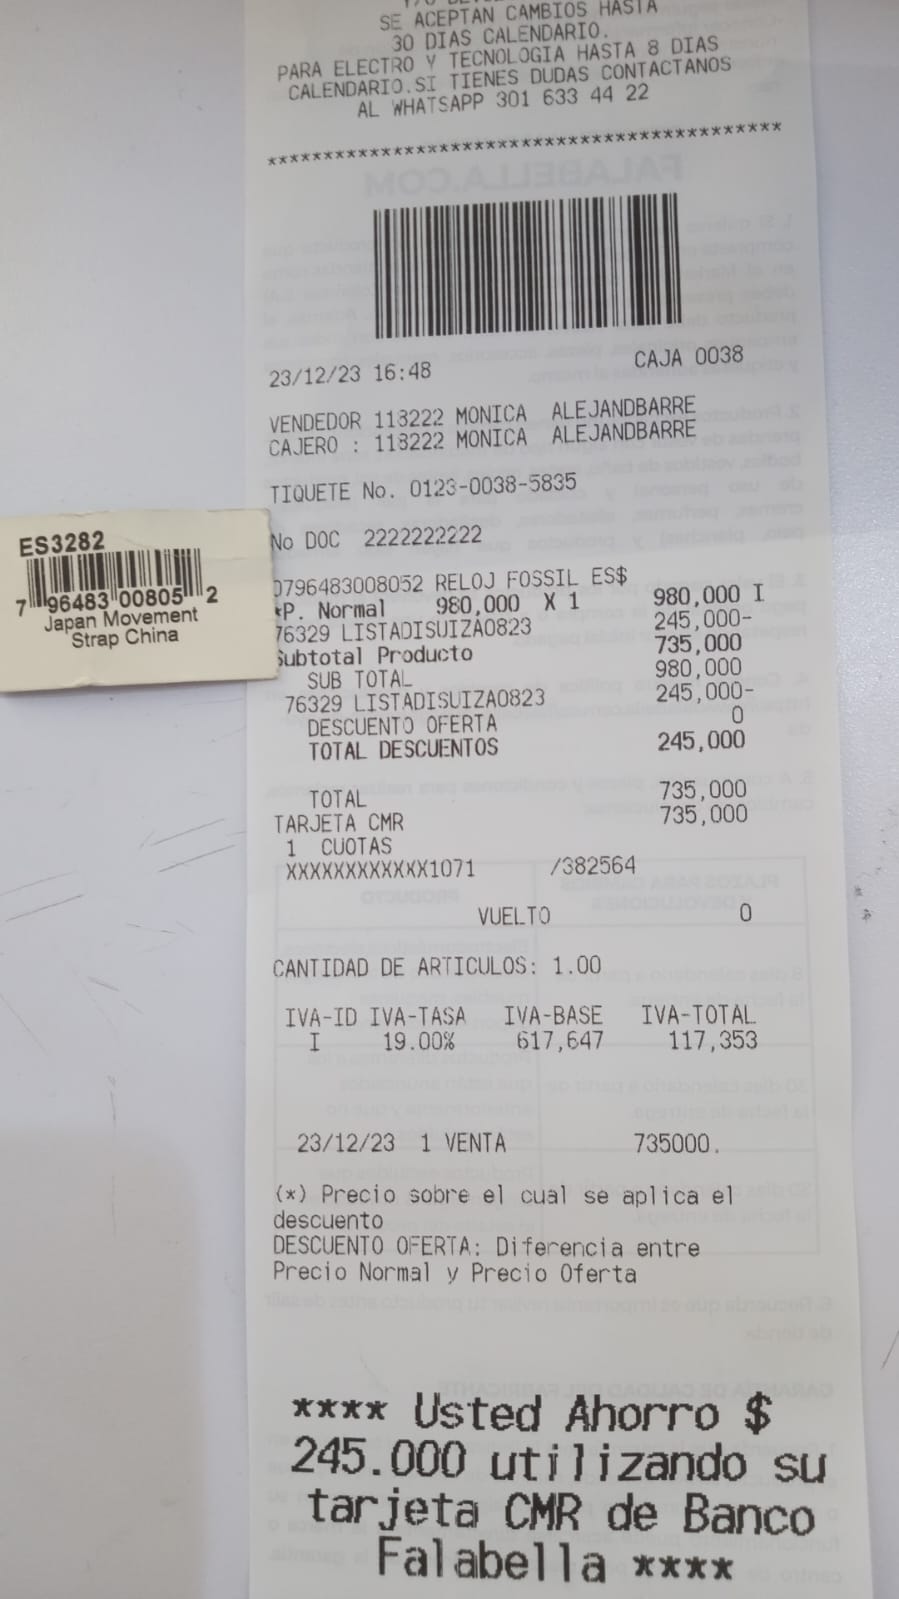 SE ACEPTAN CAMBIOS HASTA
30 DIAS CALENDARIO.
PARA ELECTRO Y TECNOLOGIA HASTA 8 DIAS
CALENDARIO.SI TIENES DUDAS CONTACTANOS
AL WHATSAPP 301 633 44 22
**********************************************
FALABELLA.COM
23/12/23 16:48 CAJA 0038
VENDEDOR 113222 MONICA ALEJANDBARRE
CAJERO : 113222 MONICA ALEJANDBARRE
TIQUETE No. 0123-0038-5835
No DOC 2222222222
ES3282
7 96483 00805 2
Japan Movement
Strap China
0796483008052 RELOJ FOSSIL ES$
*P. Normal 980,000 X 1 980,000 I
76329 LISTADISUIZA0823 245,000-
Subtotal Producto 735,000
SUB TOTAL 980,000
76329 LISTADISUIZA0823 245,000-
DESCUENTO OFERTA 0
TOTAL DESCUENTOS 245,000
TOTAL 735,000
TARJETA CMR 735,000
1 CUOTAS
XXXXXXXXXXXX1071 /382564
VUELTO 0
CANTIDAD DE ARTICULOS: 1.00
IVA-ID IVA-TASA IVA-BASE IVA-TOTAL
I 19.00% 617,647 117,353
23/12/23 1 VENTA 735000.
(*) Precio sobre el cual se aplica el
descuento
DESCUENTO OFERTA: Diferencia entre
Precio Normal y Precio Oferta
**** Usted Ahorro $
245.000 utilizando su
tarjeta CMR de Banco
Falabella ****